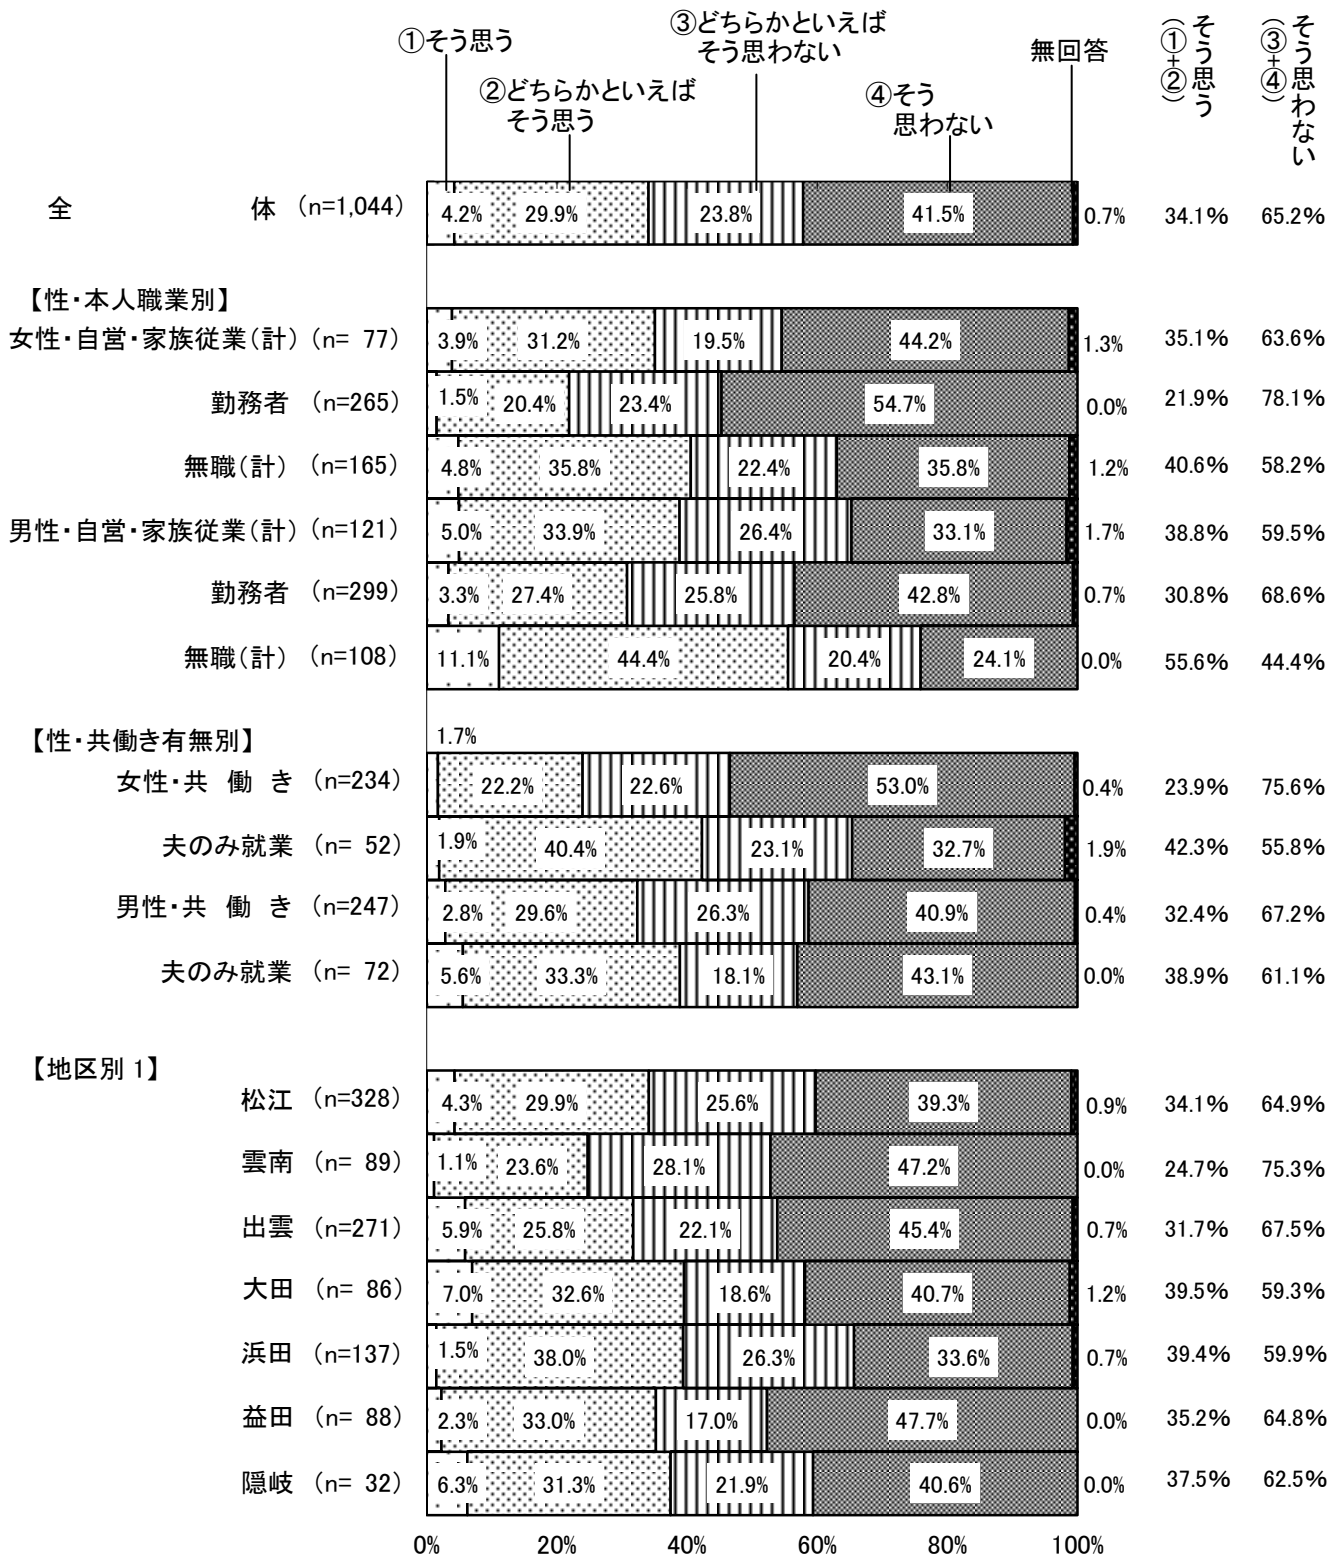 ①そう思う
②どちらかといえば
そう思う
③どちらかといえば
そう思わない
④そう
思わない
無回答
そう思う
(①+②)
そう思わない
(③+④)
全 体 (n=1,044) 4.2% 29.9% 23.8% 41.5% 0.7% 34.1% 65.2%
【性・本人職業別】
女性・自営・家族従業(計) (n= 77) 3.9% 31.2% 19.5% 44.2% 1.3% 35.1% 63.6%
勤務者 (n=265) 1.5% 20.4% 23.4% 54.7% 0.0% 21.9% 78.1%
無職(計) (n=165) 4.8% 35.8% 22.4% 35.8% 1.2% 40.6% 58.2%
男性・自営・家族従業(計) (n=121) 5.0% 33.9% 26.4% 33.1% 1.7% 38.8% 59.5%
勤務者 (n=299) 3.3% 27.4% 25.8% 42.8% 0.7% 30.8% 68.6%
無職(計) (n=108) 11.1% 44.4% 20.4% 24.1% 0.0% 55.6% 44.4%
【性・共働き有無別】
1.7%
女性・共 働 き (n=234) 22.2% 22.6% 53.0% 0.4% 23.9% 75.6%
夫のみ就業 (n= 52) 1.9% 40.4% 23.1% 32.7% 1.9% 42.3% 55.8%
男性・共 働 き (n=247) 2.8% 29.6% 26.3% 40.9% 0.4% 32.4% 67.2%
夫のみ就業 (n= 72) 5.6% 33.3% 18.1% 43.1% 0.0% 38.9% 61.1%
【地区別1】
松江 (n=328) 4.3% 29.9% 25.6% 39.3% 0.9% 34.1% 64.9%
雲南 (n= 89) 1.1% 23.6% 28.1% 47.2% 0.0% 24.7% 75.3%
出雲 (n=271) 5.9% 25.8% 22.1% 45.4% 0.7% 31.7% 67.5%
大田 (n= 86) 7.0% 32.6% 18.6% 40.7% 1.2% 39.5% 59.3%
浜田 (n=137) 1.5% 38.0% 26.3% 33.6% 0.7% 39.4% 59.9%
益田 (n= 88) 2.3% 33.0% 17.0% 47.7% 0.0% 35.2% 64.8%
隠岐 (n= 32) 6.3% 31.3% 21.9% 40.6% 0.0% 37.5% 62.5%
0% 20% 40% 60% 80% 100%